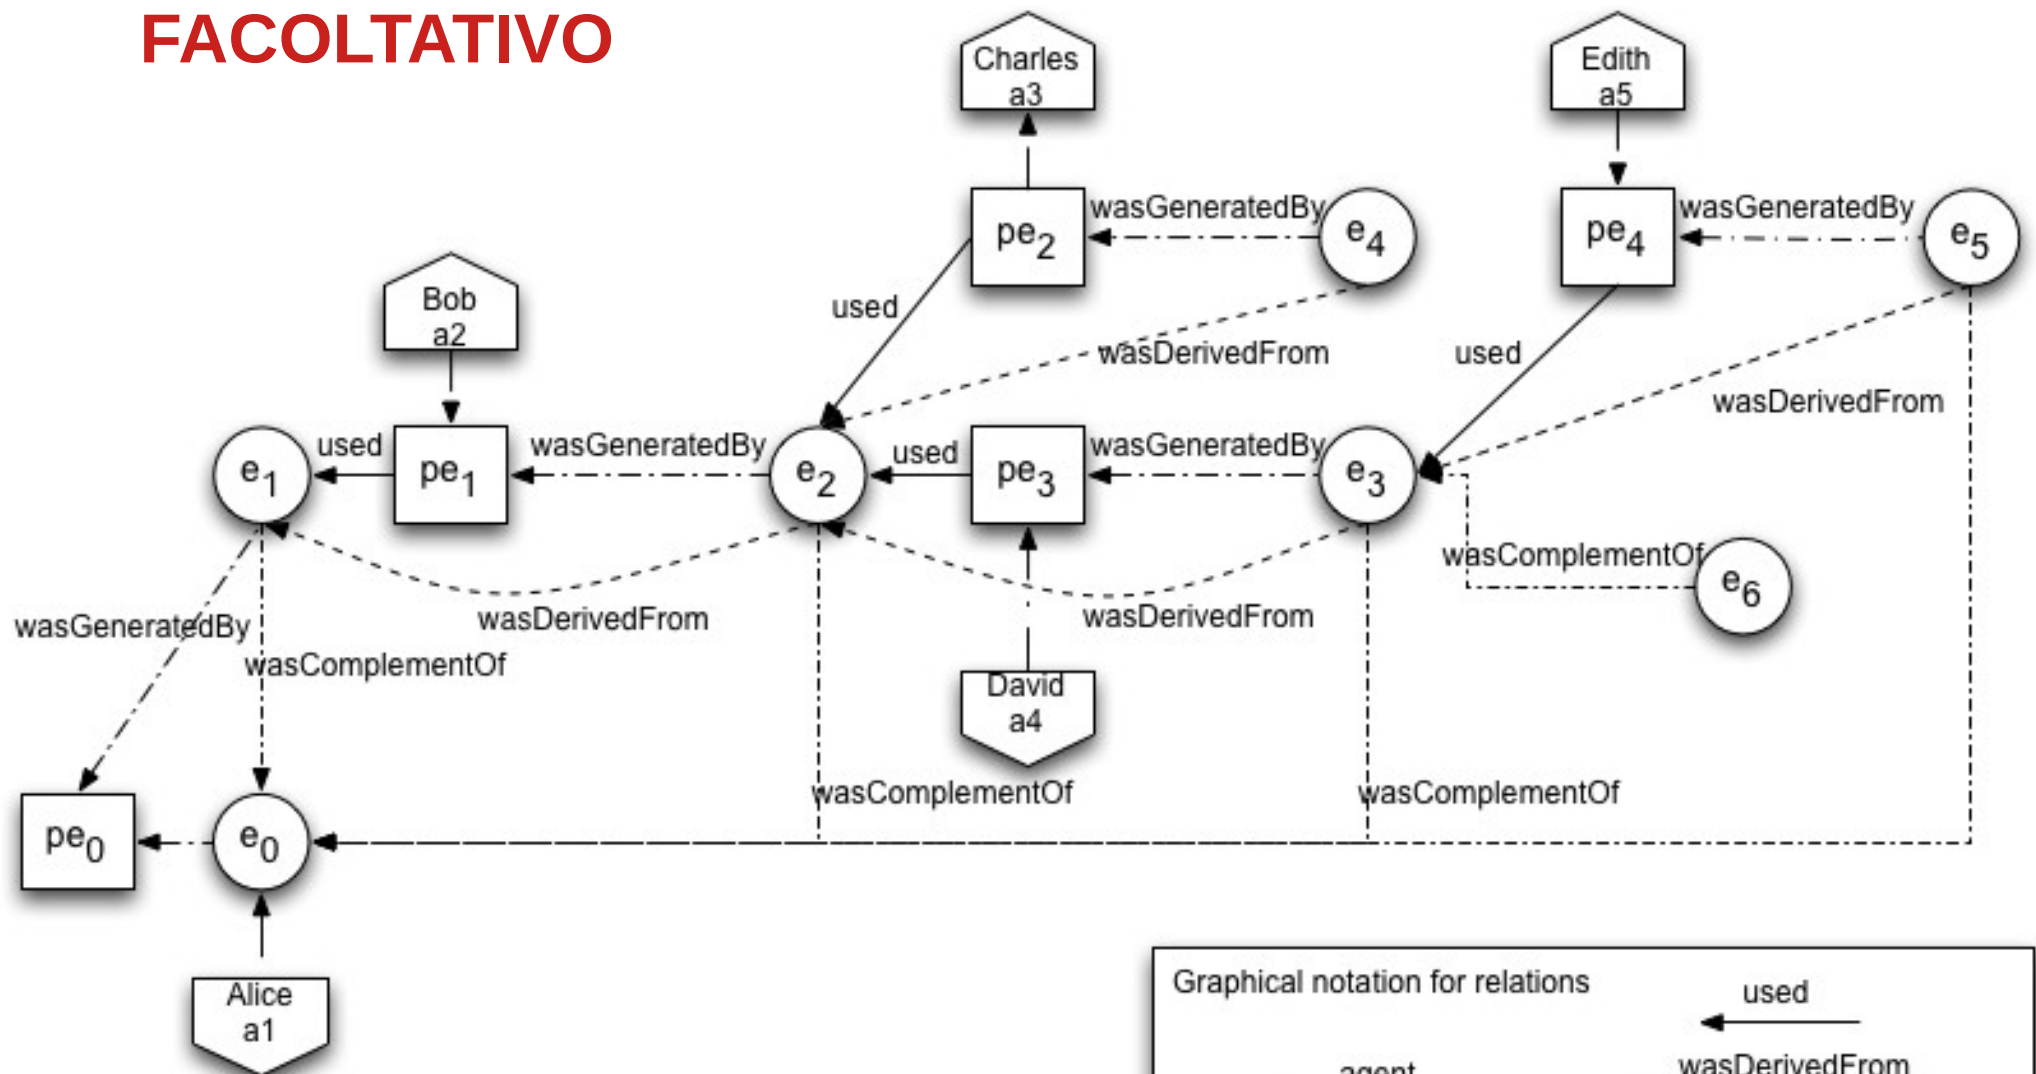 FACOLTATIVO
Charles
a3
Edith
a5
pe2
wasGeneratedBy
e4
pe4
wasGeneratedBy
e5
Bob
a2
used
wasDerivedFrom
used
wasDerivedFrom
e1
used
pe1
wasGeneratedBy
e2
used
pe3
wasGeneratedBy
e3
wasComplementOf
e6
wasGeneratedBy
wasDerivedFrom
wasDerivedFrom
wasComplementOf
David
a4
wasComplementOf
wasComplementOf
pe0
e0
Alice
a1
Graphical notation for relations
used
agent
wasDerivedFrom